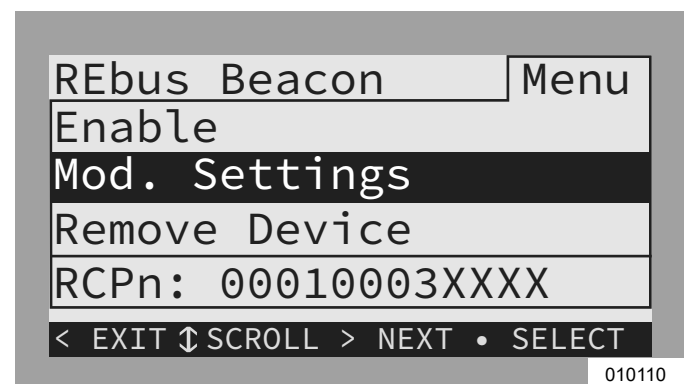 REbus Beacon Menu
Enable
Mod. Settings
Remove Device
RCPn: 00010003XXXX
< EXIT ↕ SCROLL > NEXT • SELECT
010110